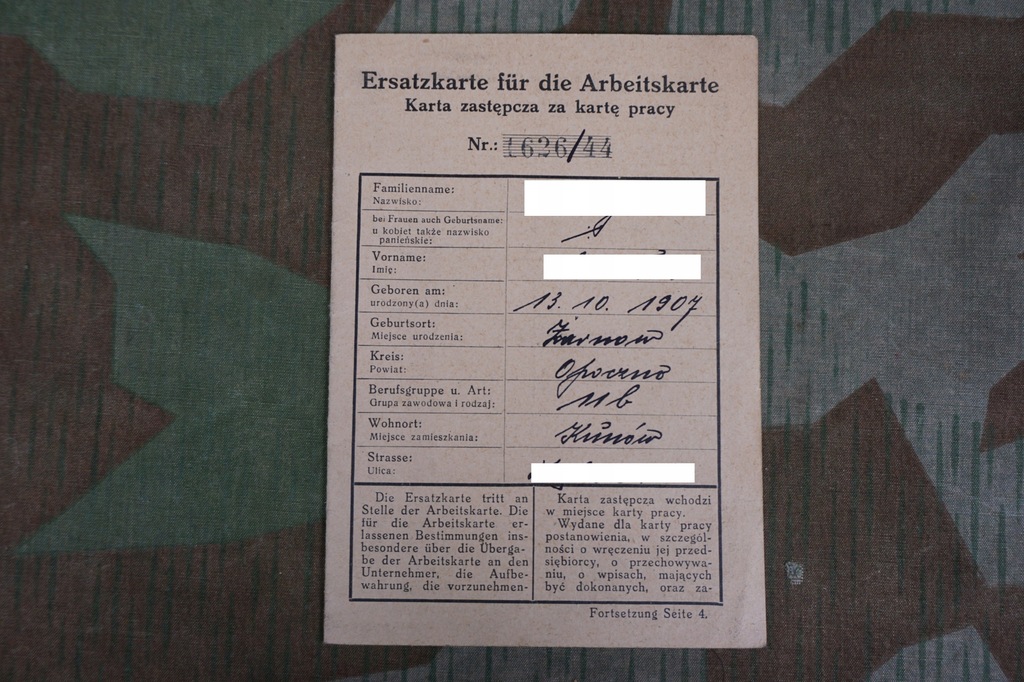 Ersatzkarte für die Arbeitskarte
Karta zastępcza za kartę pracy
Nr.: 1626/44
Familienname:
Nazwisko:
bei Frauen auch Geburtsname:
u kobiet także nazwisko
panieńskie:
Vorname:
Imię:
Geboren am: 13. 10. 1907
urodzony(a) dnia:
Geburtsort: Żarnow
Miejsce urodzenia:
Kreis: Opoczno
Powiat:
Berufsgruppe u. Art: 11b
Grupa zawodowa i rodzaj:
Wohnort: Kunów
Miejsce zamieszkania:
Strasse:
Ulica:
Die Ersatzkarte tritt an
Stelle der Arbeitskarte. Die
für die Arbeitskarte er-
lassenen Bestimmungen ins-
besondere über die Überga-
be der Arbeitskarte an den
Unternehmer, die Aufbe-
wahrung, die vorzunehmen-
Karta zastępcza wchodzi
w miejsce karty pracy.
Wydane dla karty pracy
postanowienia, w szczegól-
ności o wręczeniu jej przed-
siębiorcy, o przechowywa-
niu, o wpisach, mających
być dokonanych, oraz za-
Fortsetzung Seite 4.